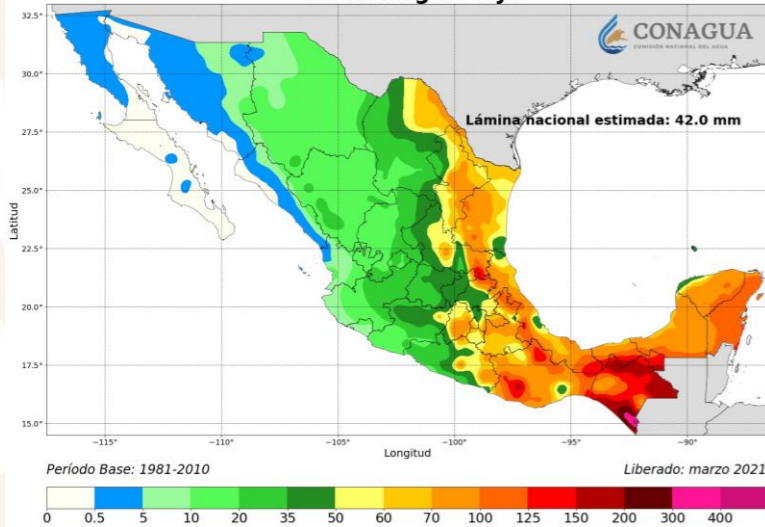 32.5°
CONAGUA
COMISIÓN NACIONAL DEL AGUA
30.0°
Lámina nacional estimada: 42.0 mm
27.5°
25.0°
Latitud
22.5°
20.0°
17.5°
15.0°
−115° −110° −105° −100° −95° −90°
Longitud
Período Base: 1981-2010 Liberado: marzo 2021
0 0.5 5 10 20 35 50 60 70 100 125 150 200 300 400